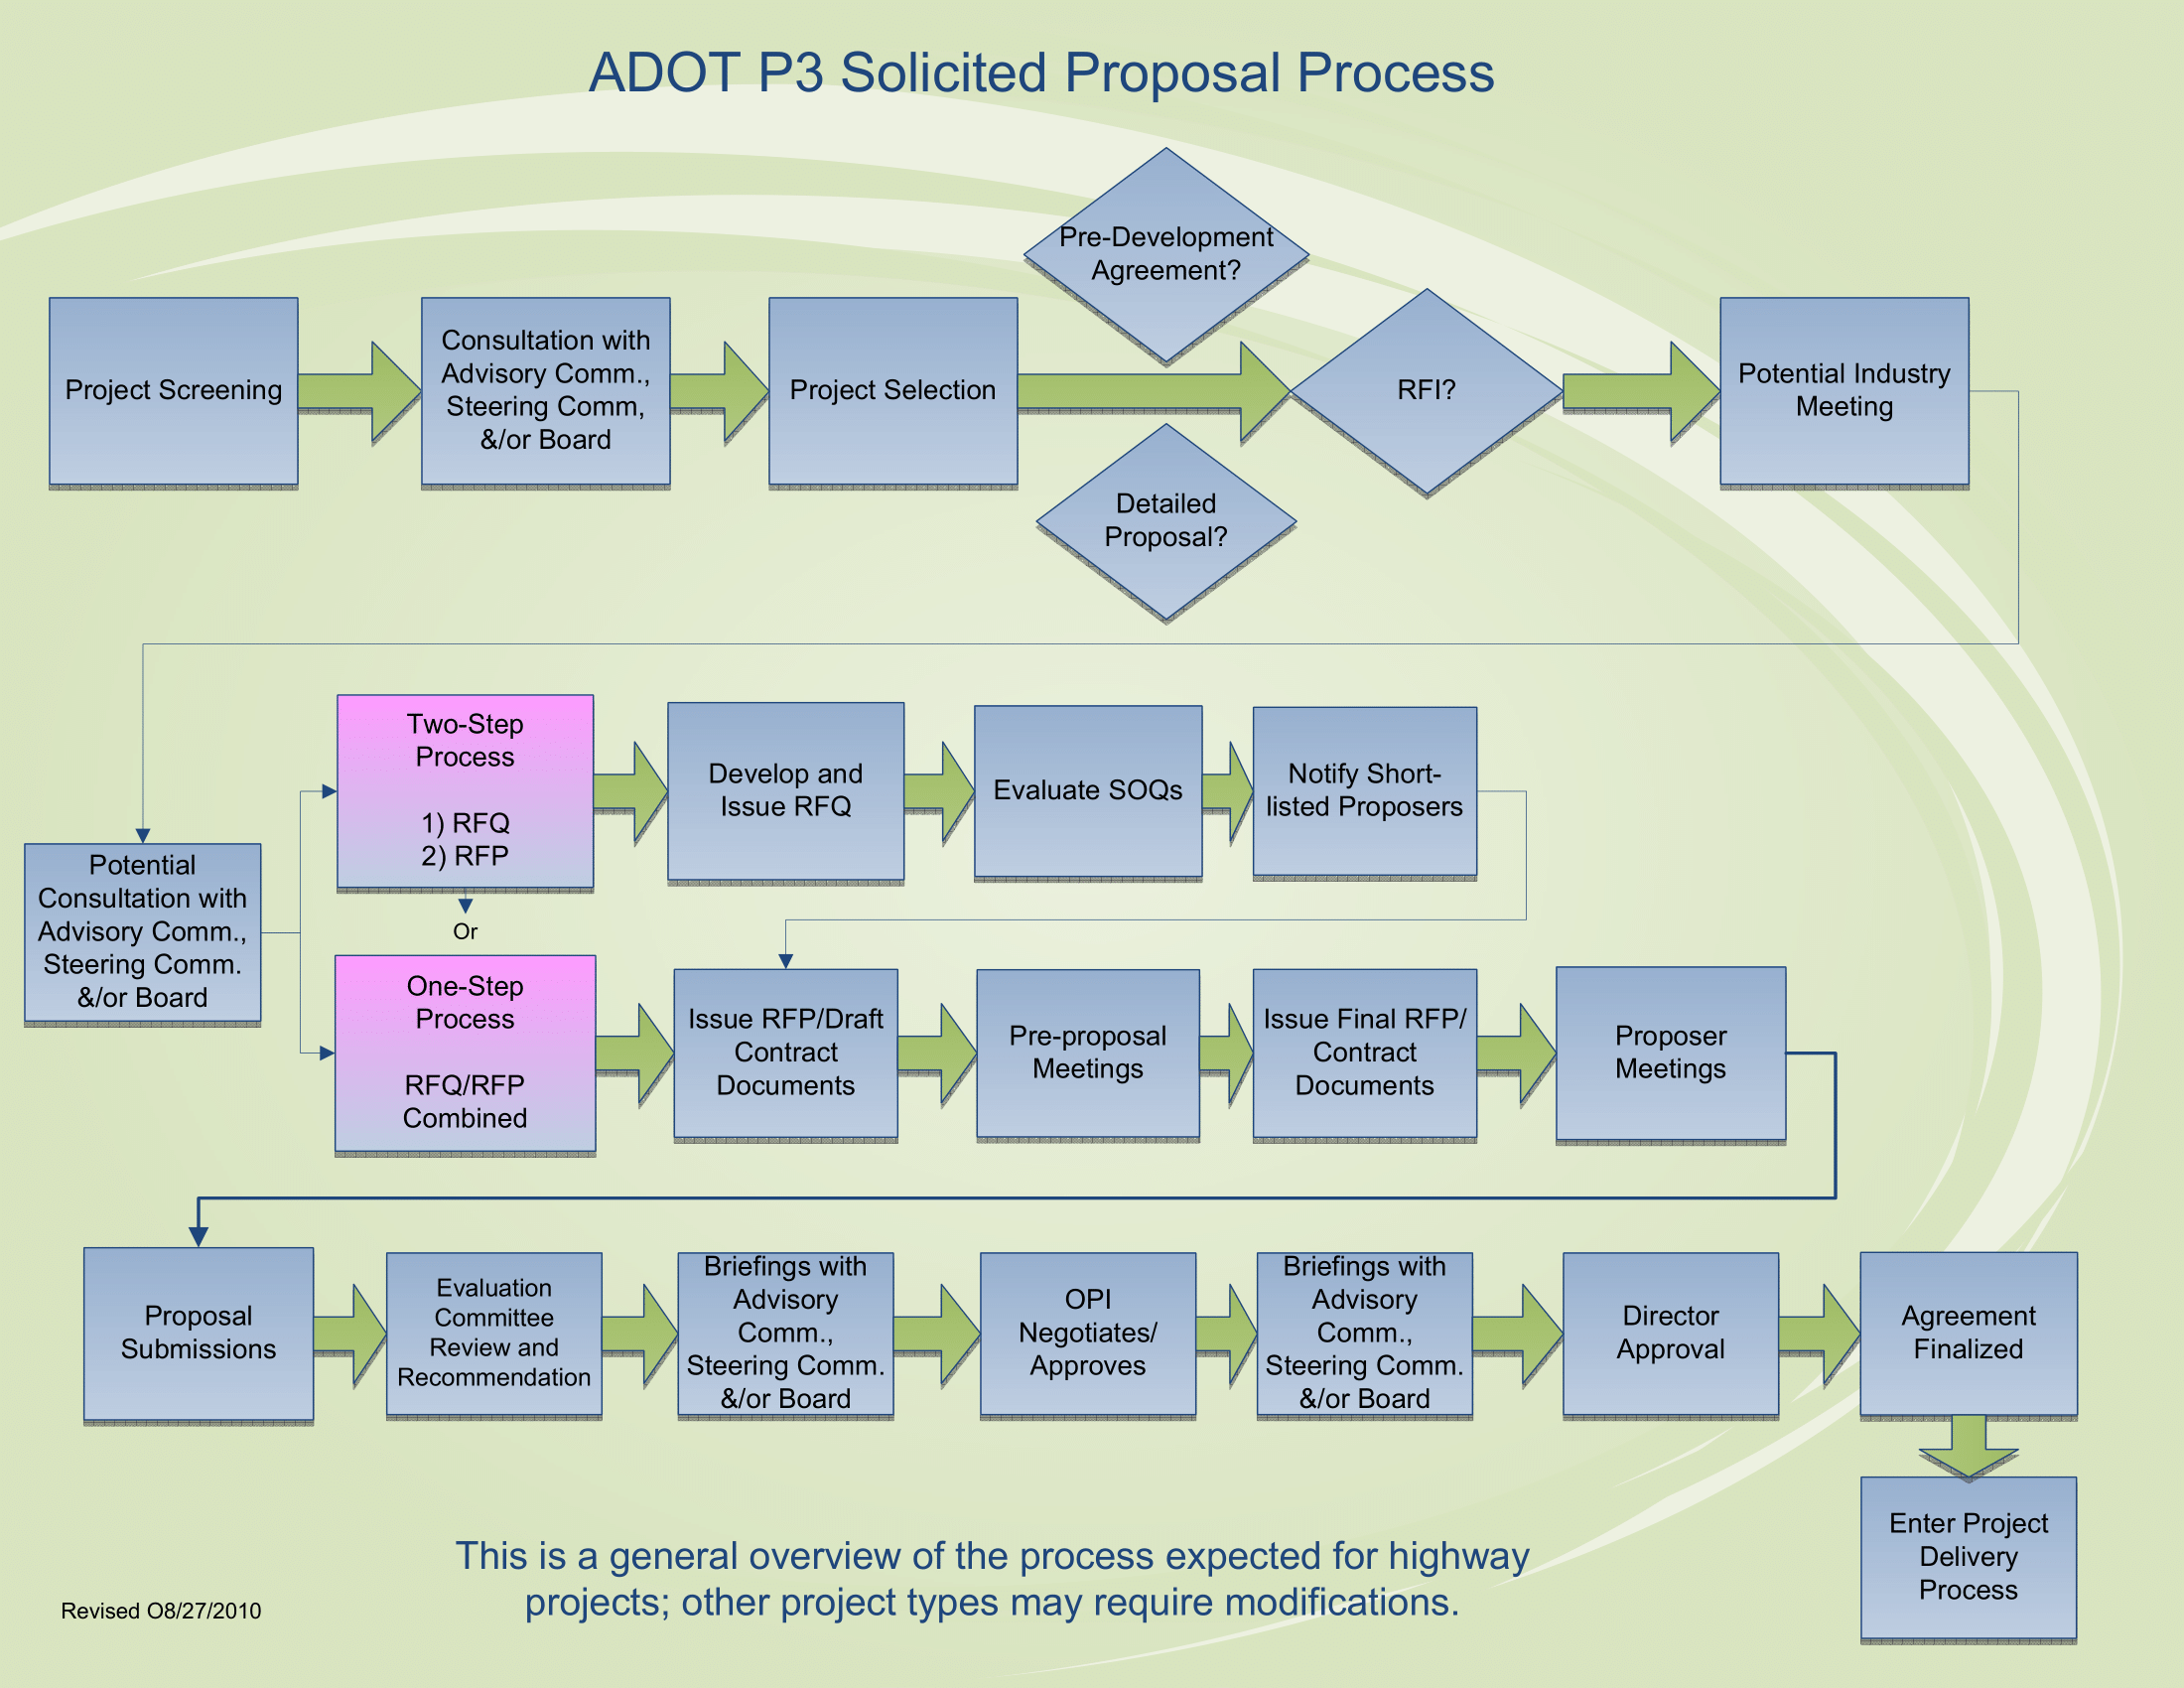 ADOT P3 Solicited Proposal Process
Project Screening
Consultation with
Advisory Comm.,
Steering Comm,
&/or Board
Project Selection
Pre-Development
Agreement?
Detailed
Proposal?
RFI?
Potential Industry
Meeting
Potential
Consultation with
Advisory Comm.,
Steering Comm.
&/or Board
Two-Step
Process
1) RFQ
2) RFP
Develop and
Issue RFQ
Evaluate SOQs
Notify Short-
listed Proposers
Or
One-Step
Process
RFQ/RFP
Combined
Issue RFP/Draft
Contract
Documents
Pre-proposal
Meetings
Issue Final RFP/
Contract
Documents
Proposer
Meetings
Proposal
Submissions
Evaluation
Committee
Review and
Recommendation
Briefings with
Advisory
Comm.,
Steering Comm.
&/or Board
OPI
Negotiates/
Approves
Briefings with
Advisory
Comm.,
Steering Comm.
&/or Board
Director
Approval
Agreement
Finalized
Enter Project
Delivery
Process
This is a general overview of the process expected for highway
projects; other project types may require modifications.
Revised O8/27/2010